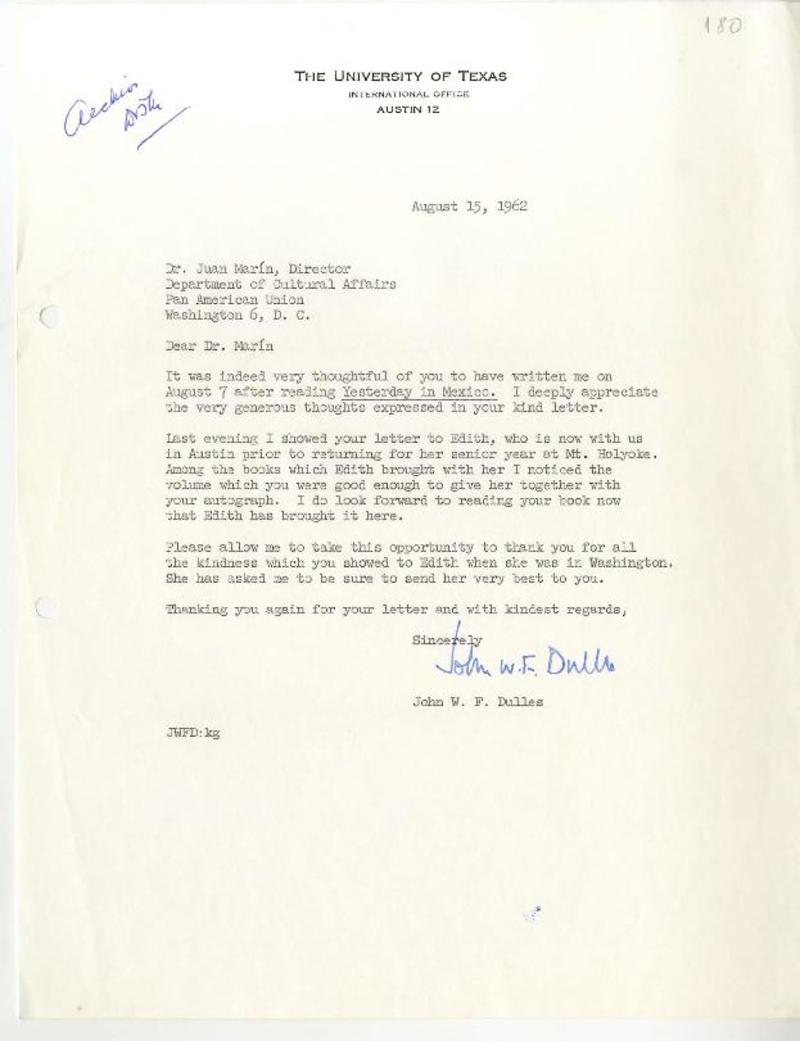 180
THE UNIVERSITY OF TEXAS
INTERNATIONAL OFFICE
AUSTIN 12
August 15, 1962
Dr. Juan Marín, Director
Department of Cultural Affairs
Pan American Union
Washington 6, D. C.
Dear Dr. Marín
It was indeed very thoughtful of you to have written me on
August 7 after reading Yesterday in Mexico. I deeply appreciate
the very generous thoughts expressed in your kind letter.
Last evening I showed your letter to Edith, who is now with us
in Austin prior to returning for her senior year at Mt. Holyoke.
Among the books which Edith brought with her I noticed the
volume which you were good enough to give her together with
your autograph. I do look forward to reading your book now
that Edith has brought it here.
Please allow me to take this opportunity to thank you for all
the kindness which you showed to Edith when she was in Washington.
She has asked me to be sure to send her very best to you.
Thanking you again for your letter and with kindest regards,
Sincerely
John W.F. Dulles
John W. F. Dulles
JWFD:kg